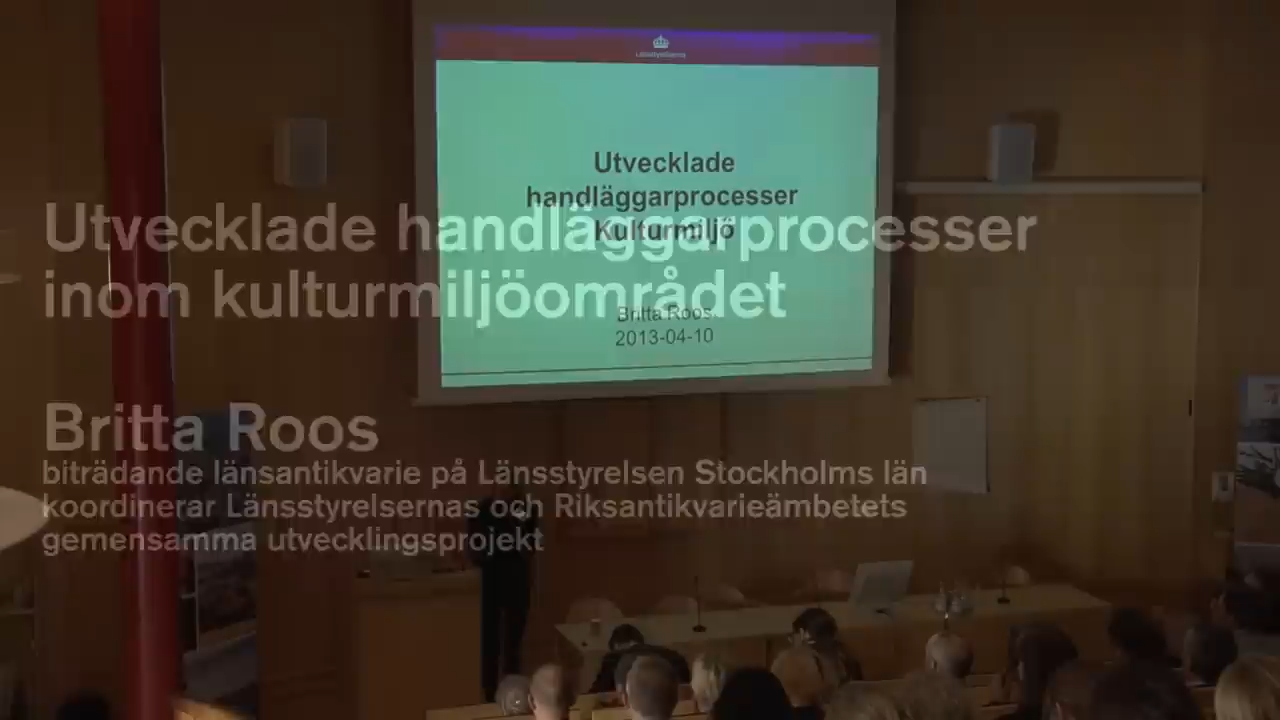 Länsstyrelserna
Utvecklade
handläggarprocesser
Kulturmiljö
Britta Roos
2013-04-10
Utvecklade handläggarprocesser
inom kulturmiljöområdet
Britta Roos
biträdande länsantikvarie på Länsstyrelsen Stockholms län
koordinerar Länsstyrelsernas och Riksantikvarieämbetets
gemensamma utvecklingsprojekt